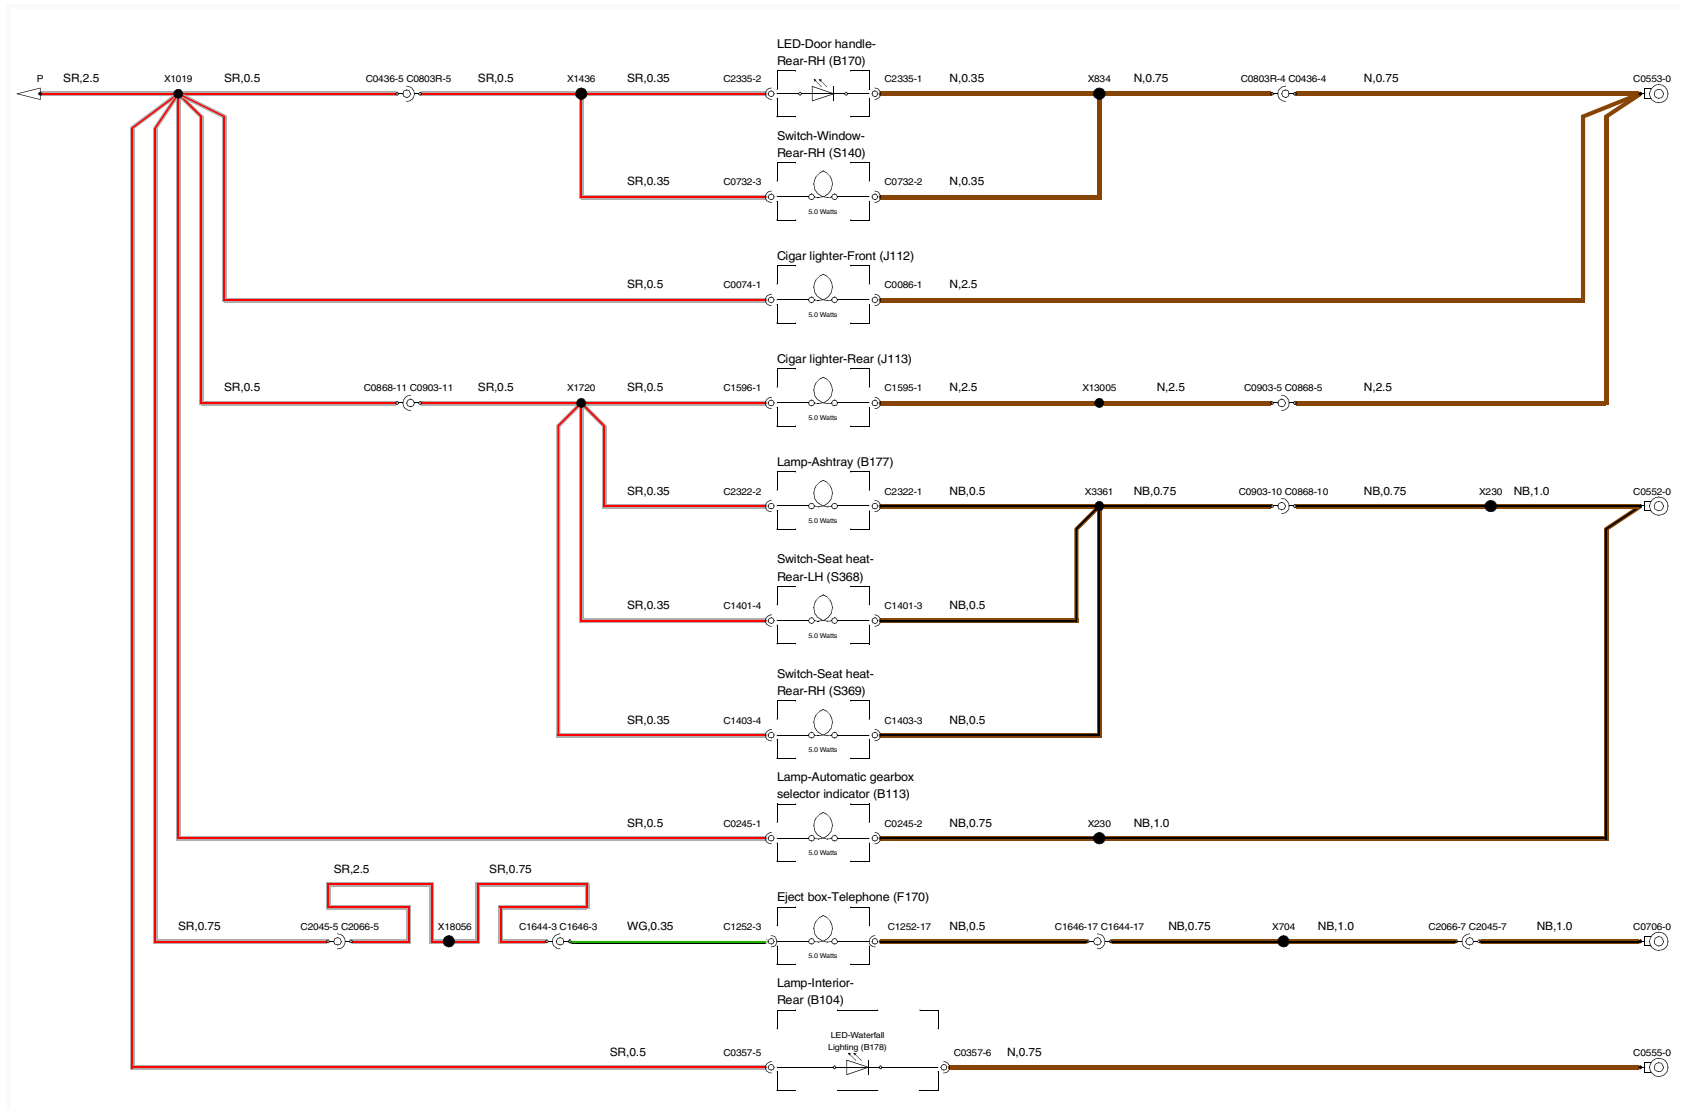 LED-Door handle-
Rear-RH (B170)
P SR,2.5 X1019 SR,0.5 C0436-5 C0803R-5 SR,0.5 X1436 SR,0.35 C2335-2 C2335-1 N,0.35 X834 N,0.75 C0803R-4 C0436-4 N,0.75 C0553-0
Switch-Window-
Rear-RH (S140)
SR,0.35 C0732-3 C0732-2 N,0.35
5.0 Watts
Cigar lighter-Front (J112)
SR,0.5 C0074-1 C0086-1 N,2.5
5.0 Watts
Cigar lighter-Rear (J113)
SR,0.5 C0868-11 C0903-11 SR,0.5 X1720 SR,0.5 C1596-1 C1595-1 N,2.5 X13005 N,2.5 C0903-5 C0868-5 N,2.5
5.0 Watts
Lamp-Ashtray (B177)
SR,0.35 C2322-2 C2322-1 NB,0.5 X3361 NB,0.75 C0903-10 C0868-10 NB,0.75 X230 NB,1.0 C0552-0
5.0 Watts
Switch-Seat heat-
Rear-LH (S368)
SR,0.35 C1401-4 C1401-3 NB,0.5
5.0 Watts
Switch-Seat heat-
Rear-RH (S369)
SR,0.35 C1403-4 C1403-3 NB,0.5
5.0 Watts
Lamp-Automatic gearbox
selector indicator (B113)
SR,0.5 C0245-1 C0245-2 NB,0.75 X230 NB,1.0
5.0 Watts
SR,2.5 SR,0.75
Eject box-Telephone (F170)
SR,0.75 C2045-5 C2066-5 X18056 C1644-3 C1646-3 WG,0.35 C1252-3 C1252-17 NB,0.5 C1646-17 C1644-17 NB,0.75 X704 NB,1.0 C2066-7 C2045-7 NB,1.0 C0706-0
5.0 Watts
Lamp-Interior-
Rear (B104)
LED-Waterfall
Lighting (B178)
SR,0.5 C0357-5 C0357-6 N,0.75 C0555-0